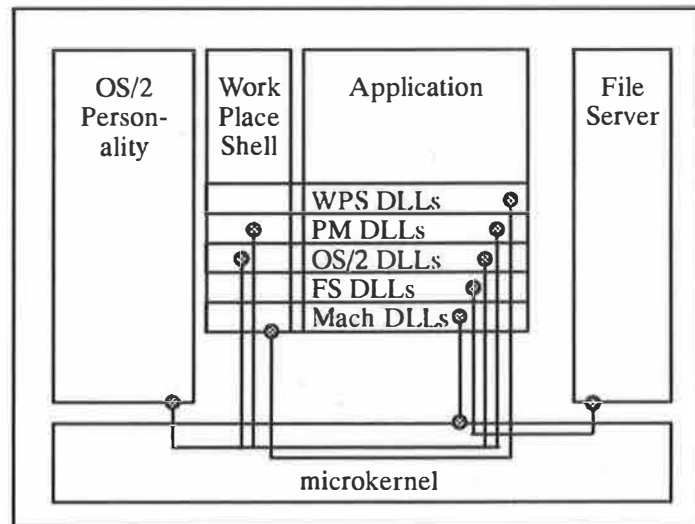 OS/2
Person-
ality
Work
Place
Shell
Application
File
Server
WPS DLLs
PM DLLs
OS/2 DLLs
FS DLLs
Mach DLLs
microkernel